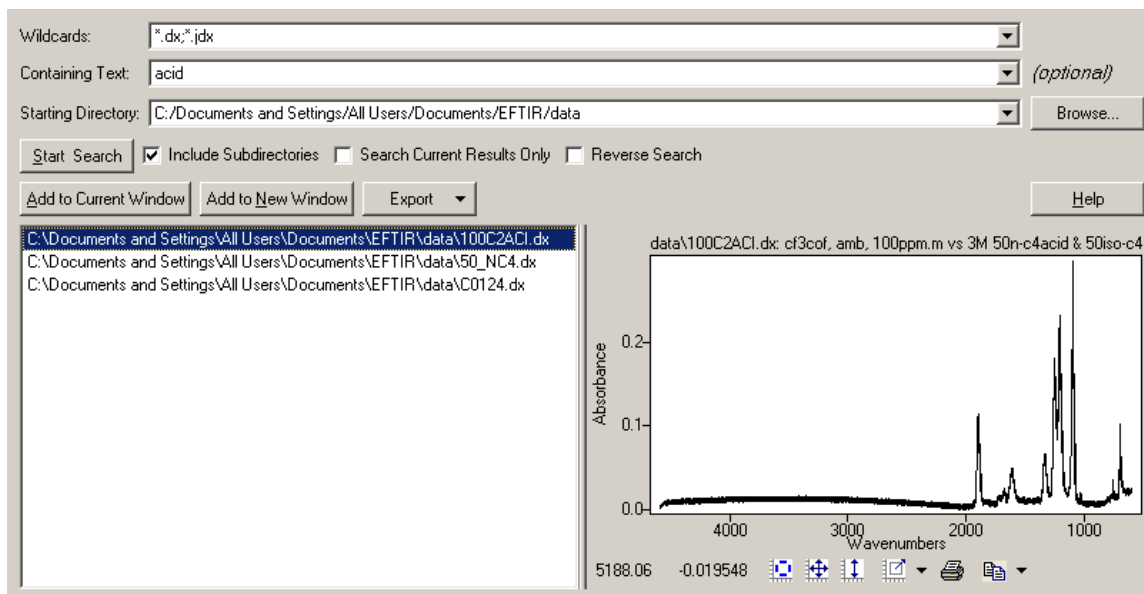 Wildcards: *.dx;*.jdx
Containing Text: acid (optional)
Starting Directory: C:/Documents and Settings/All Users/Documents/EFTIR/data Browse...
Start Search Include Subdirectories Search Current Results Only Reverse Search
Add to Current Window Add to New Window Export Help
C:\Documents and Settings\All Users\Documents\EFTIR\data\100C2ACI.dx
C:\Documents and Settings\All Users\Documents\EFTIR\data\50_NC4.dx
C:\Documents and Settings\All Users\Documents\EFTIR\data\C0124.dx
data\100C2ACI.dx: cf3cof, amb, 100ppm.m vs 3M 50n-c4acid & 50iso-c4
Absorbance
0.2
0.1
0.0
4000 3000 2000 1000
Wavenumbers
5188.06 -0.019548